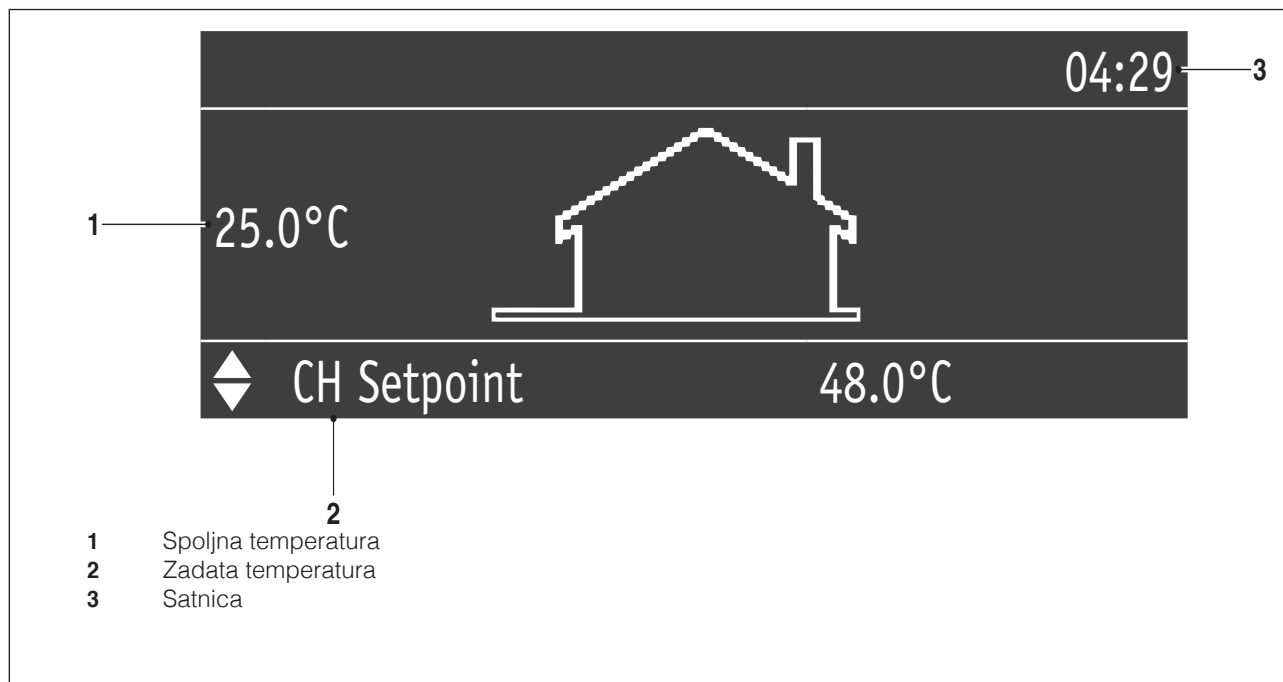 04:29
3
1
25.0°C
CH Setpoint 48.0°C
2
1 Spoljna temperatura
2 Zadata temperatura
3 Satnica